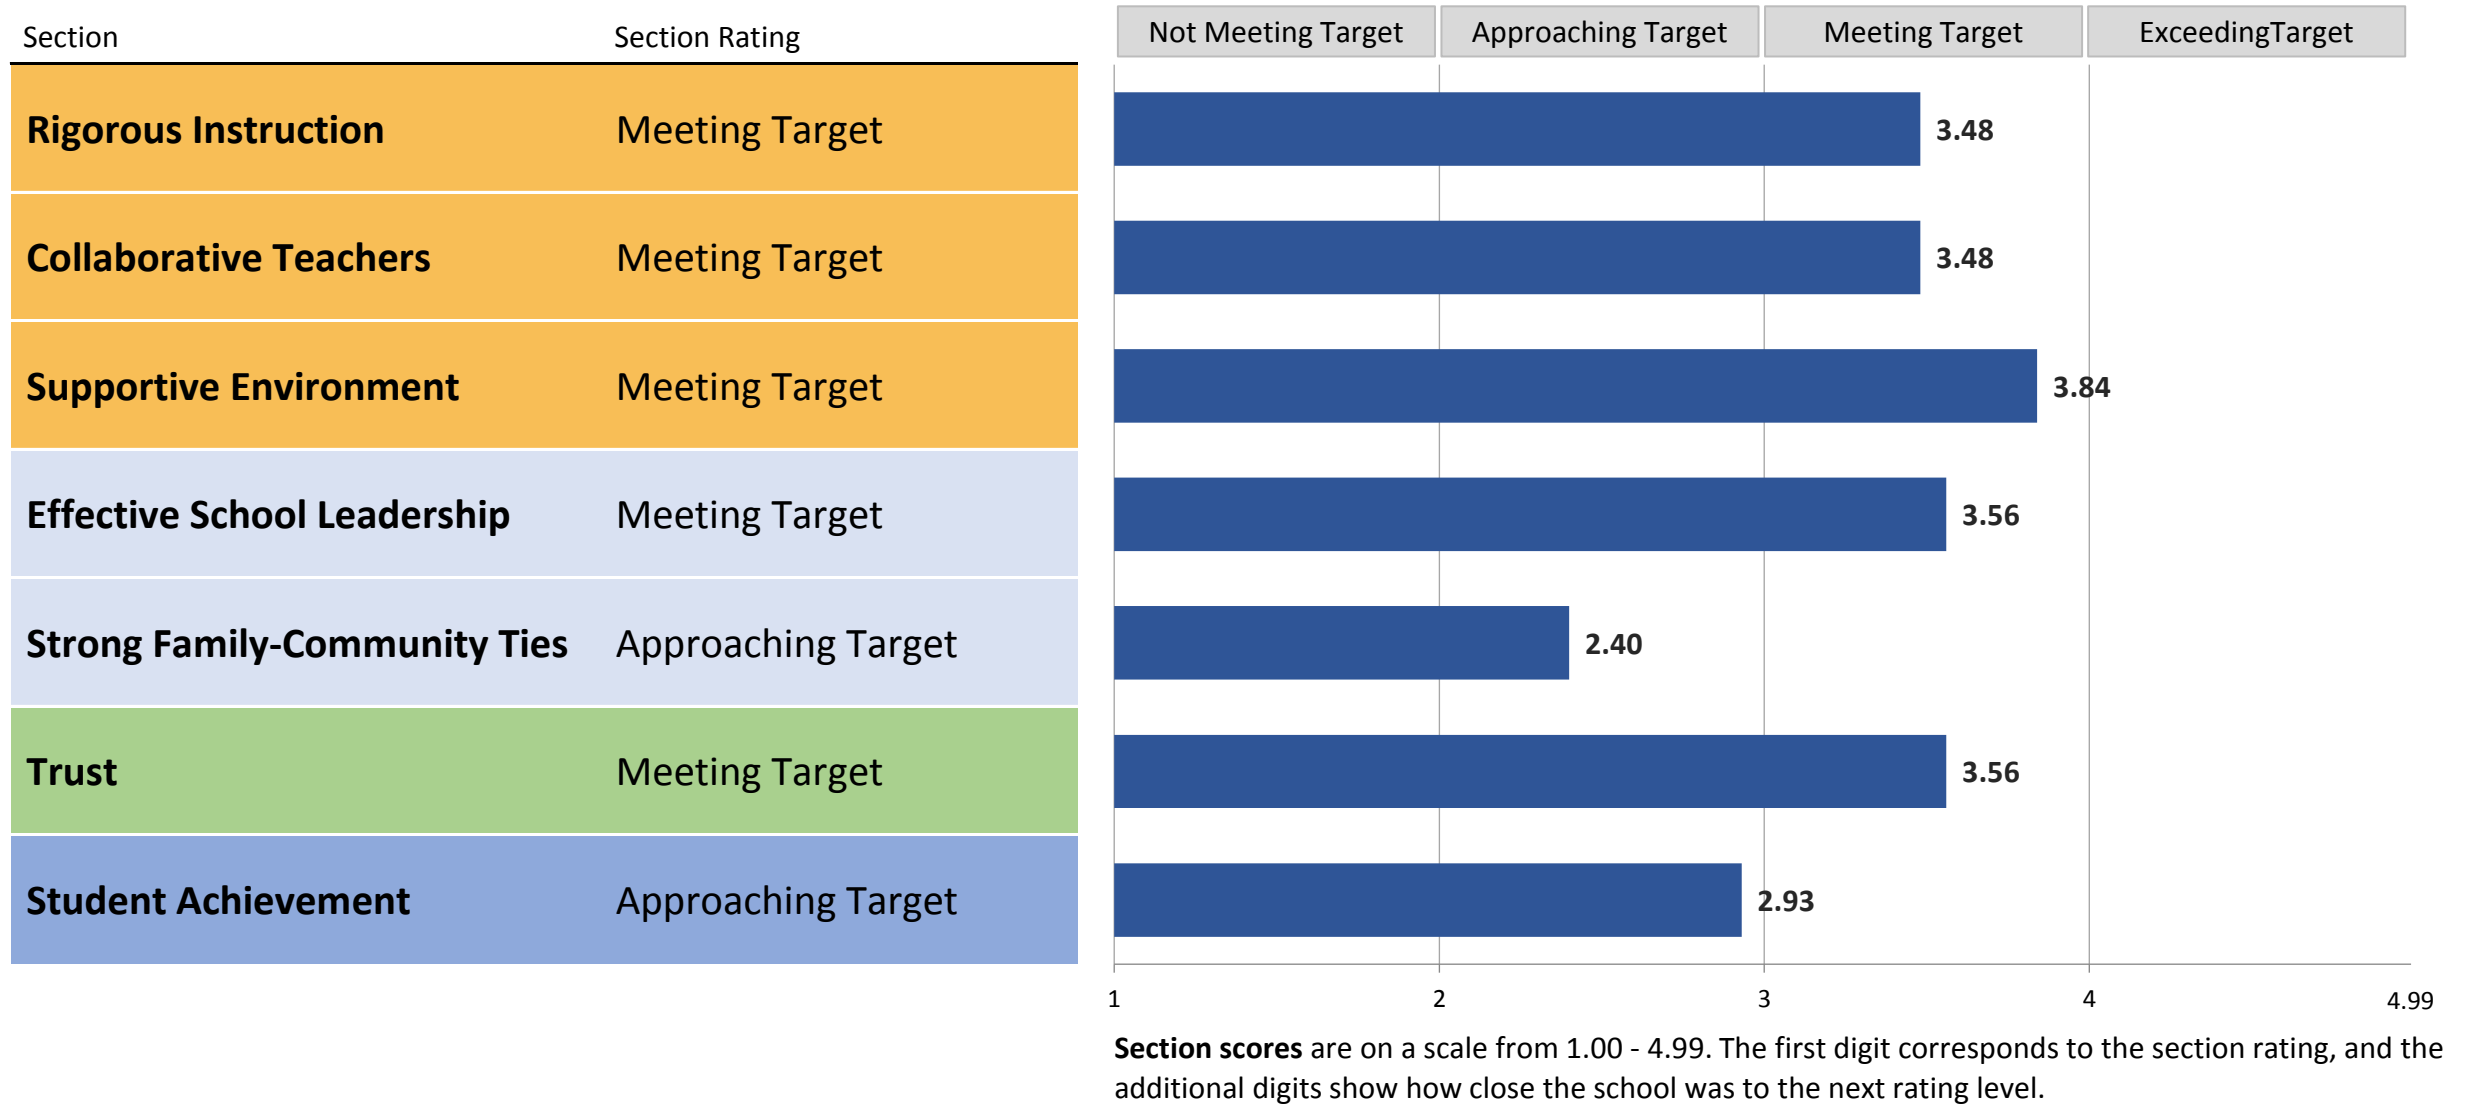 Section Section Rating Not Meeting Target Approaching Target Meeting Target ExceedingTarget
Rigorous Instruction Meeting Target 3.48
Collaborative Teachers Meeting Target 3.48
Supportive Environment Meeting Target 3.84
Effective School Leadership Meeting Target 3.56
Strong Family-Community Ties Approaching Target 2.40
Trust Meeting Target 3.56
Student Achievement Approaching Target 2.93
1 2 3 4 4.99
Section scores are on a scale from 1.00 - 4.99. The first digit corresponds to the section rating, and the
additional digits show how close the school was to the next rating level.